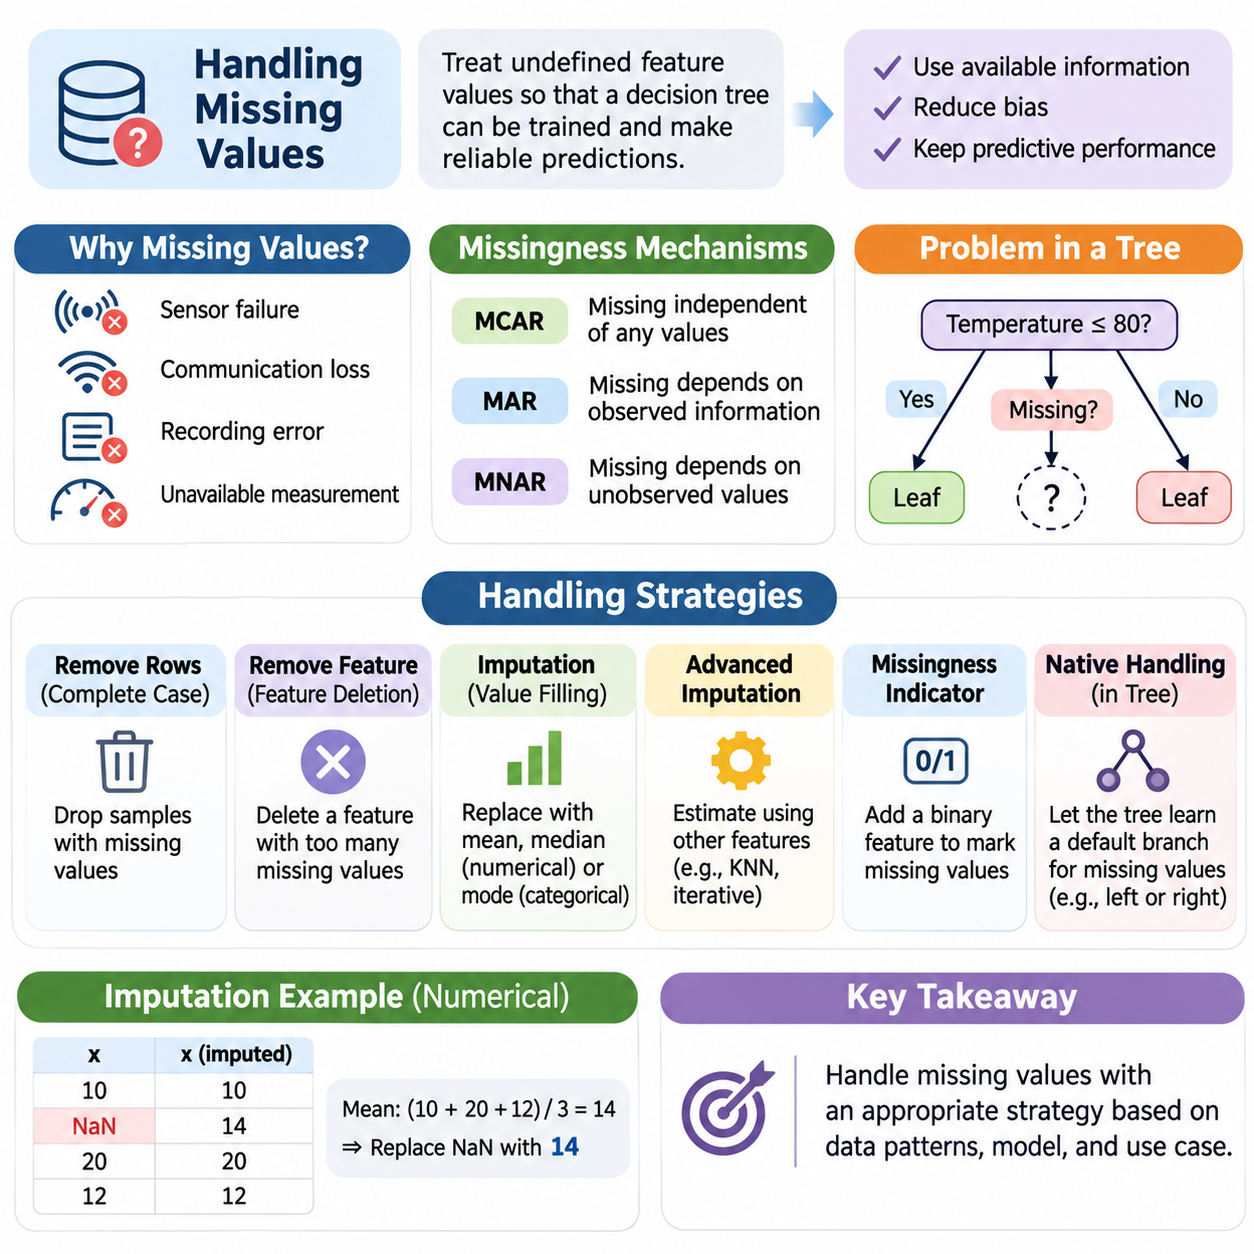 Handling
Missing
Values
?
Treat undefined feature
values so that a decision tree
can be trained and make
reliable predictions.
Use available information
Reduce bias
Keep predictive performance
Why Missing Values?
Sensor failure
Communication loss
Recording error
Unavailable measurement
Missingness Mechanisms
MCAR
Missing independent
of any values
MAR
Missing depends on
observed information
MNAR
Missing depends on
unobserved values
Problem in a Tree
Temperature ≤ 80?
Yes
Missing?
No
Leaf
?
Leaf
Handling Strategies
Remove Rows
(Complete Case)
Drop samples
with missing
values
Remove Feature
(Feature Deletion)
Delete a feature
with too many
missing values
Imputation
(Value Filling)
Replace with
mean, median
(numerical) or
mode (categorical)
Advanced
Imputation
Estimate using
other features
(e.g., KNN,
iterative)
Missingness
Indicator
0/1
Add a binary
feature to mark
missing values
Native Handling
(in Tree)
Let the tree learn
a default branch
for missing values
(e.g., left or right)
Imputation Example (Numerical)
x x (imputed)
10 10
NaN 14
20 20
12 12
Mean: (10 + 20 + 12) / 3 = 14
⇒ Replace NaN with 14
Key Takeaway
Handle missing values with
an appropriate strategy based on
data patterns, model, and use case.